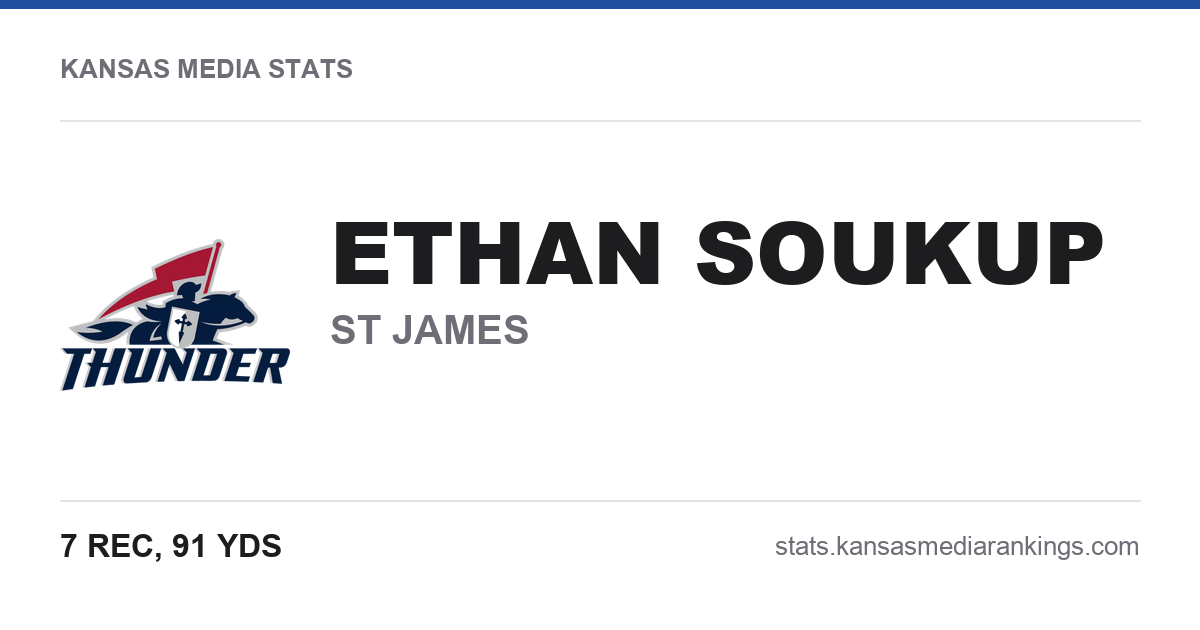 KANSAS MEDIA STATS
ETHAN SOUKUP
ST JAMES
THUNDER
7 REC, 91 YDS
stats.kansasmediarankings.com